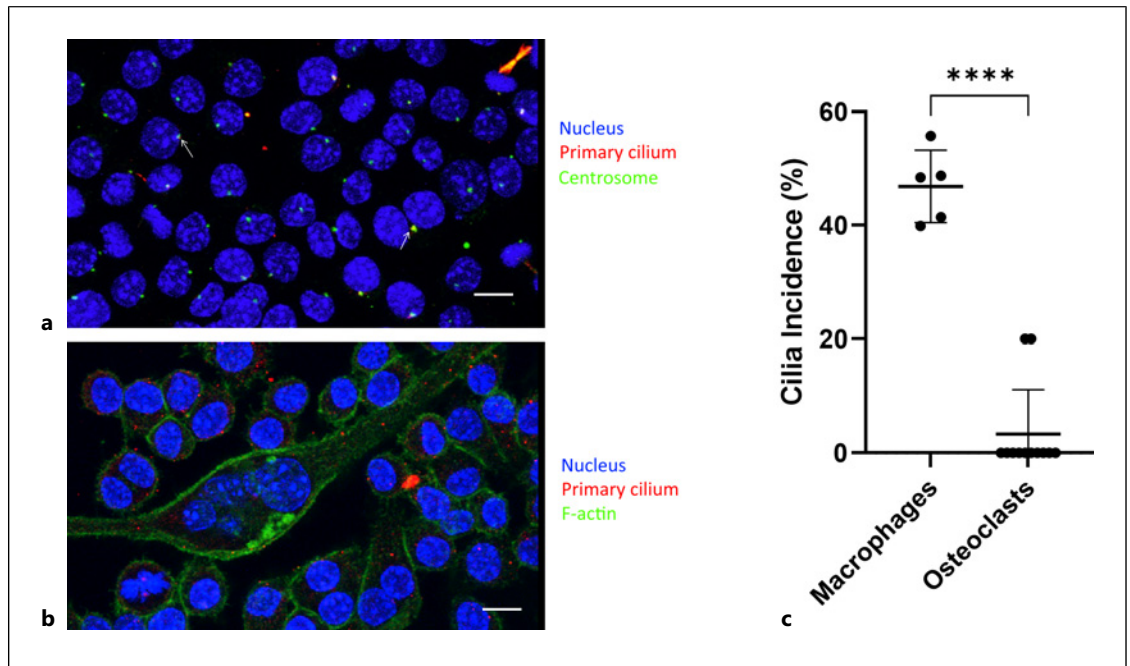 Nucleus
Primary cilium
Centrosome
a
Nucleus
Primary cilium
F-actin
b
****
Cilia Incidence (%)
60
40
20
0
Macrophages
Osteoclasts
c